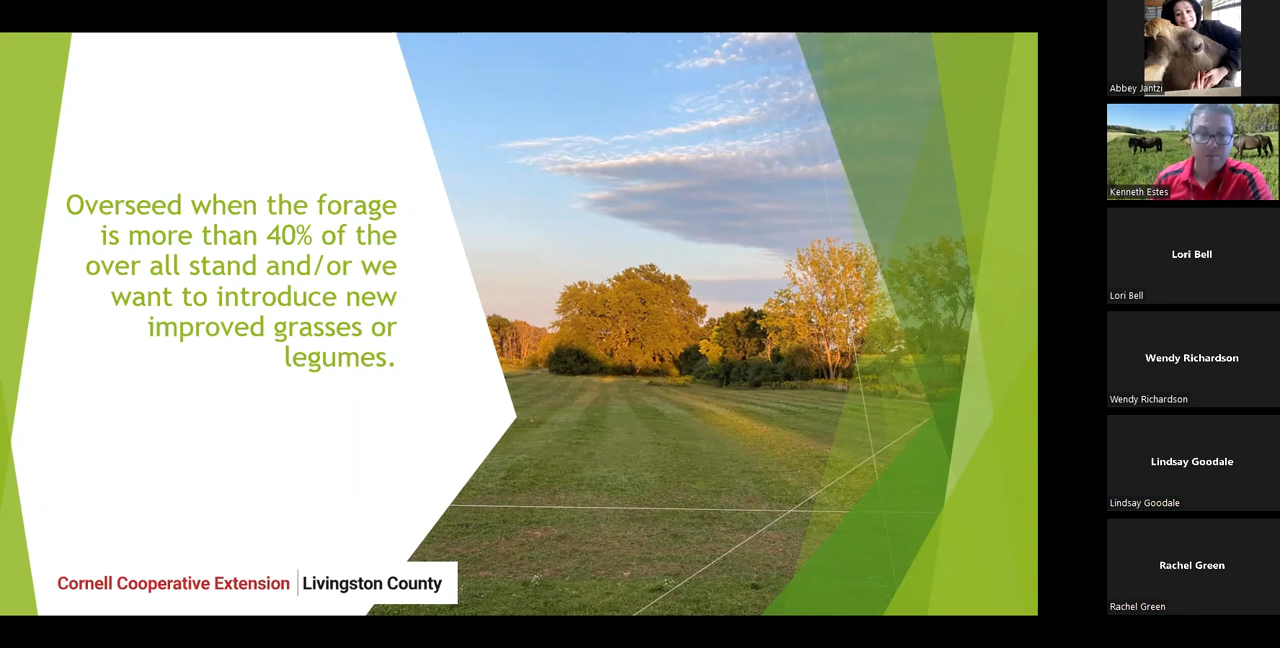 Overseed when the forage
is more than 40% of the
over all stand and/or we
want to introduce new
improved grasses or
legumes.
Cornell Cooperative Extension | Livingston County
Abbey Jantzi
Kenneth Estes
Lori Bell
Lori Bell
Wendy Richardson
Wendy Richardson
Lindsay Goodale
Lindsay Goodale
Rachel Green
Rachel Green